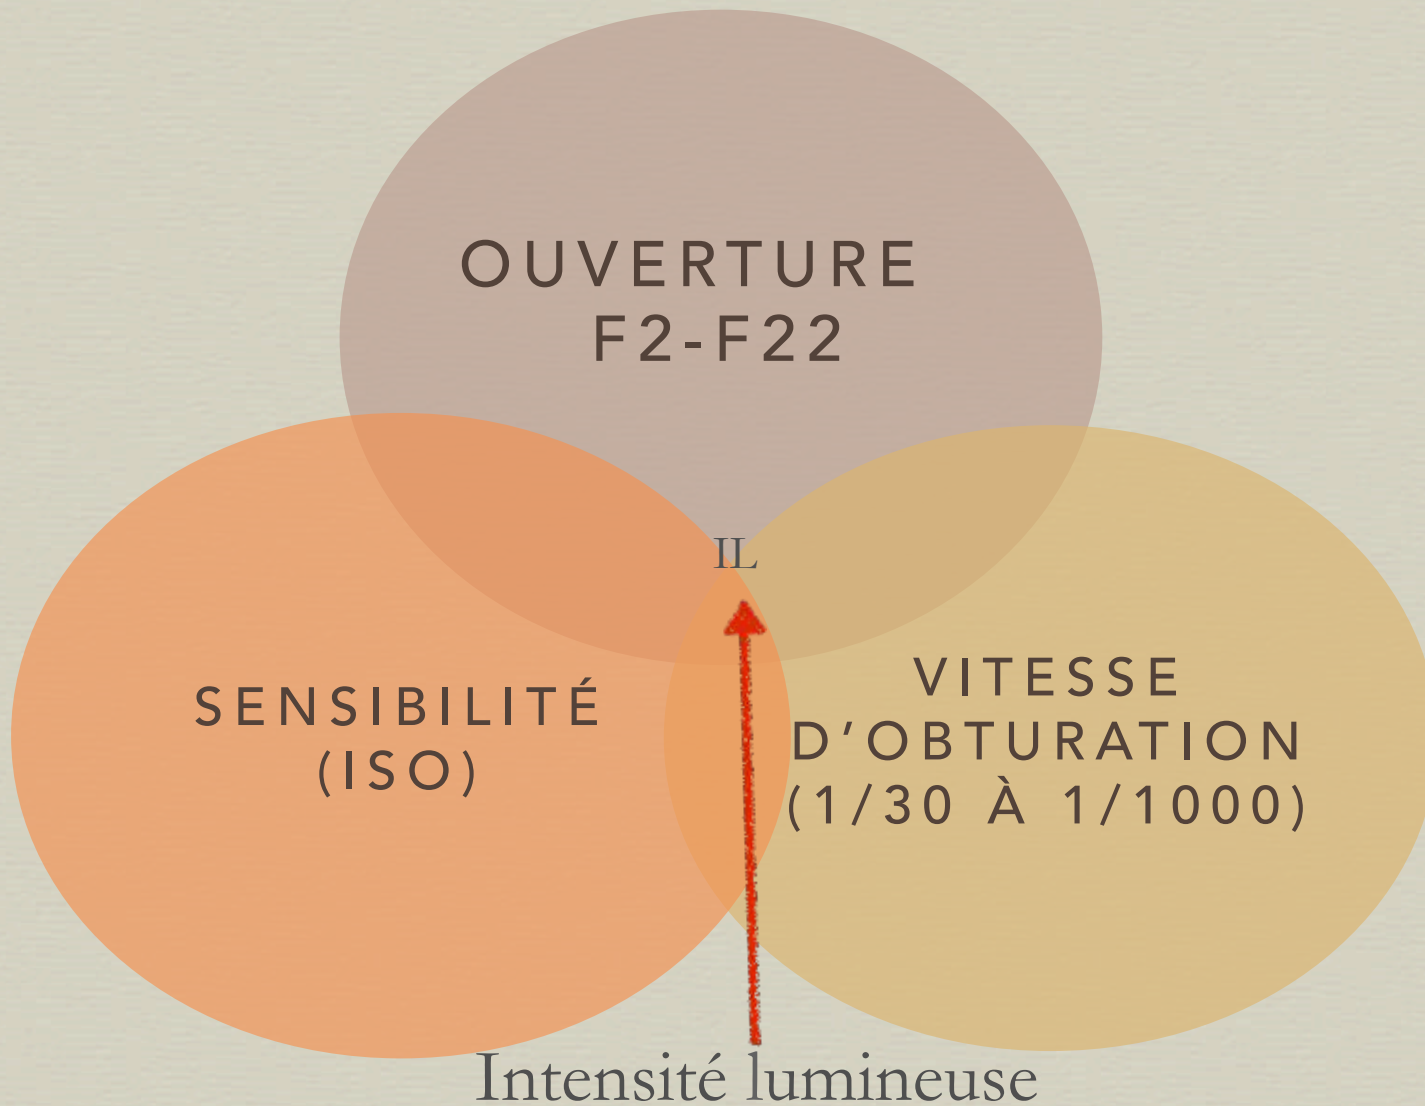 OUVERTURE
F2-F22
IL
SENSIBILITÉ
(ISO)
VITESSE
D’OBTURATION
(1/30 À 1/1000)
Intensité lumineuse